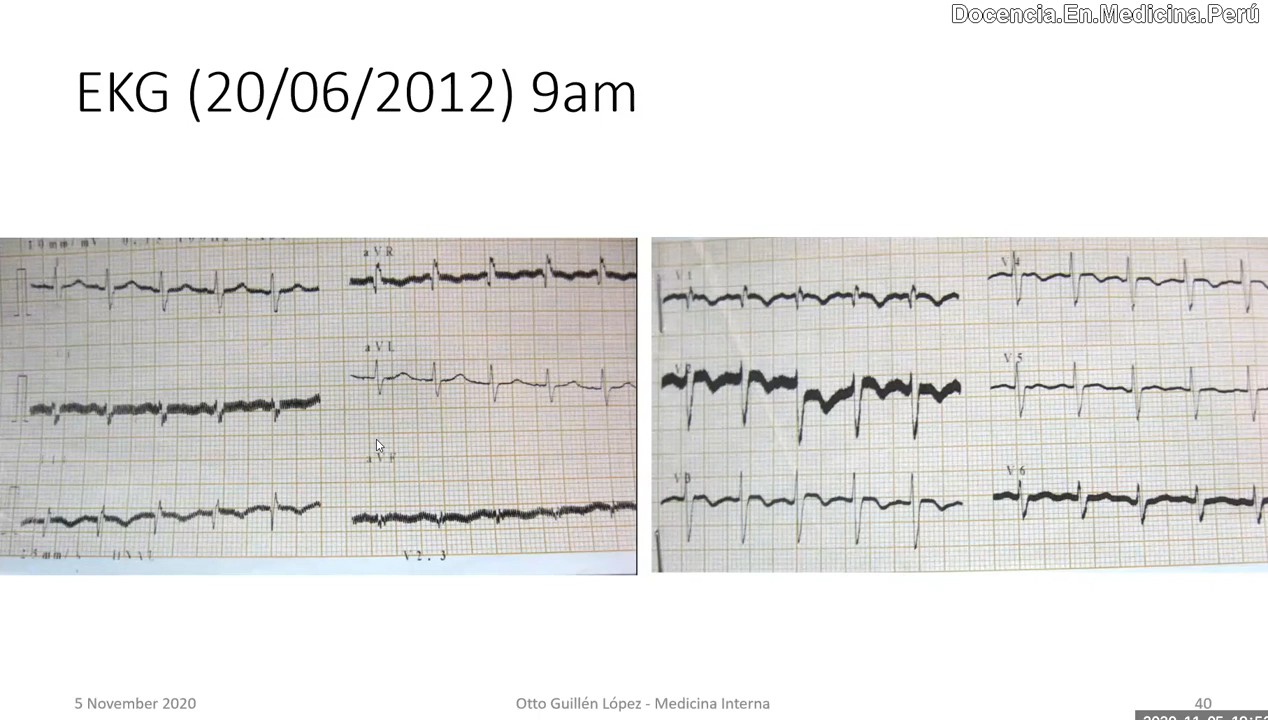 Docencia.En.Medicina.Perú
EKG (20/06/2012) 9am
aVR
aVL
aVF
V1
V4
V5
V6
5 November 2020
Otto Guillén López - Medicina Interna
40